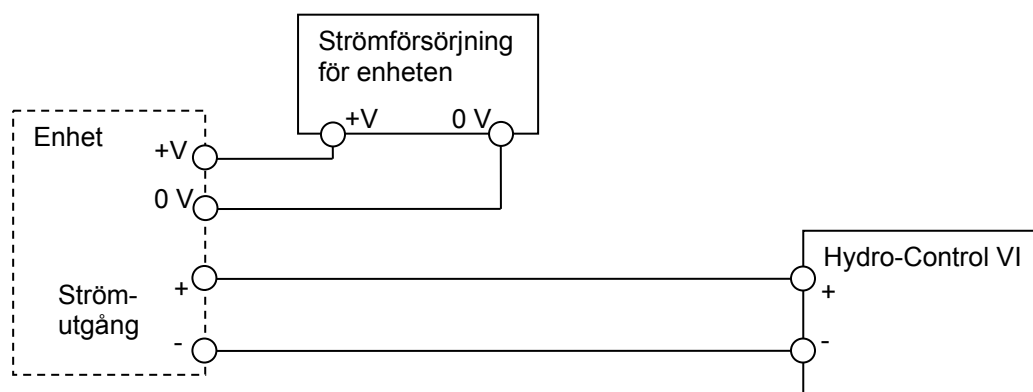 Strömförsörjning
för enheten
+V
0 V
Enhet
+V
0 V
Ström-
utgång
+
-
Hydro-Control VI
+
-